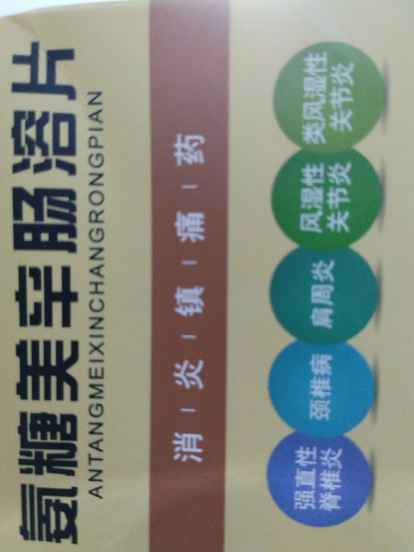 氨糖美辛肠溶片
ANTANGMEIXINCHANGRONGPIAN
消炎镇痛药
强直性
脊椎炎
颈椎病
肩周炎
风湿性
关节炎
类风湿性
关节炎